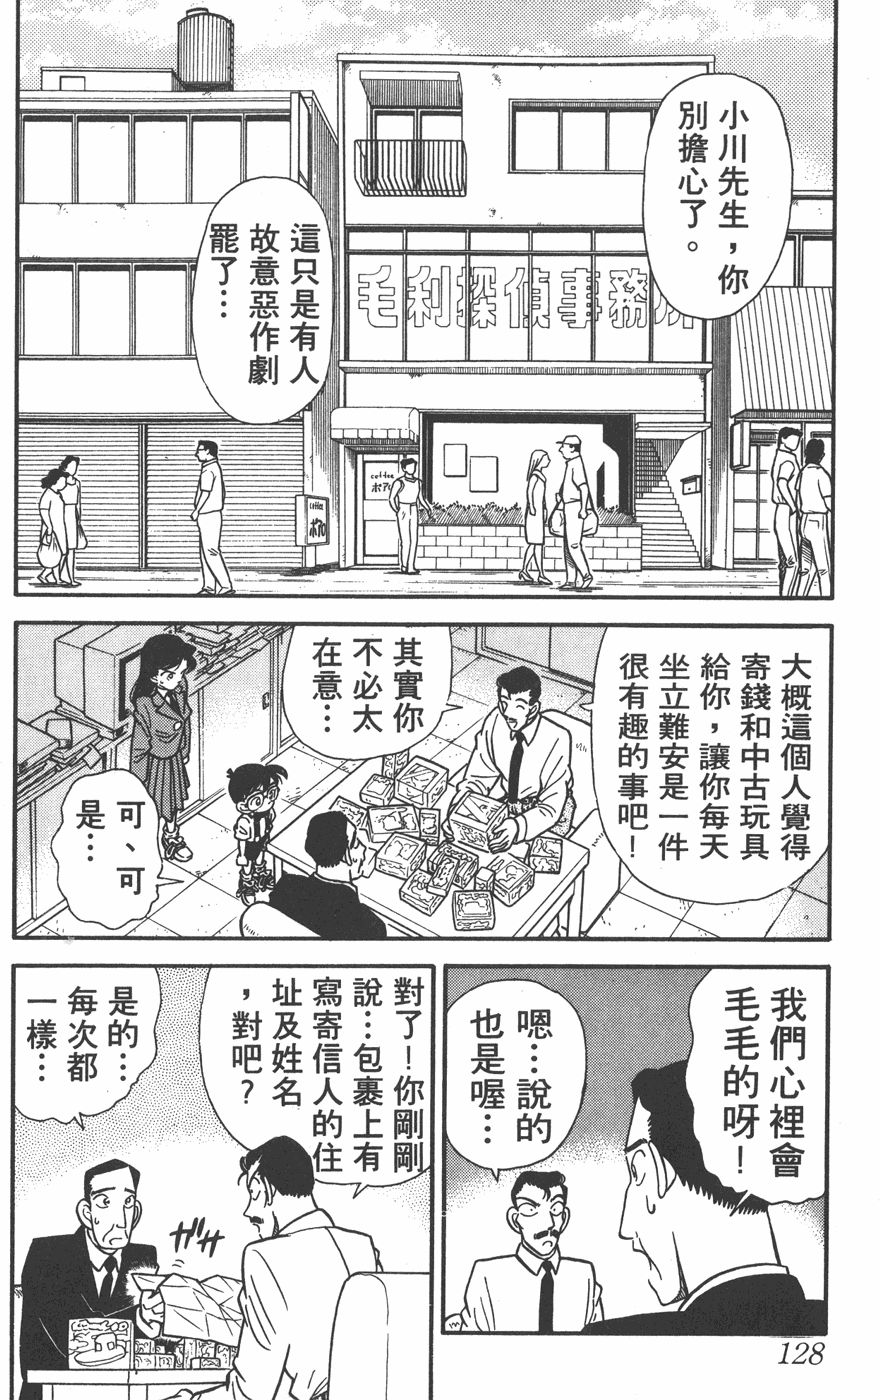 小川先生，你
別擔心了。
這只是有人
故意惡作劇
罷了…
毛利探偵事務所
coffee
ポアロ
coffee
ポアロ
大概這個人覺得
寄錢和中古玩具
給你，讓你每天
坐立難安是一件
很有趣的事吧！
其實你
不必太
在意…
可、可
是…
我們心裡會
毛毛的呀！
嗯…說的
也是喔…
對了！你剛剛
說…包裹上有
寫寄信人的住
址及姓名
，對吧？
是的…
每次都
一樣…
ガサ
128